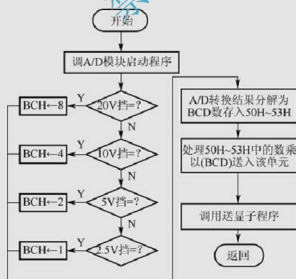 开始
调A/D模块启动程序
20V挡=?
Y
BCH←8
N
10V挡=?
Y
BCH←4
N
5V挡=?
Y
BCH←2
N
2.5V挡=?
Y
BCH←1
A/D转换结果分解为
BCD数存入50H~53H
处理50H~53H中的数乘
以(BCD)送入该单元
调用送显子程序
返回